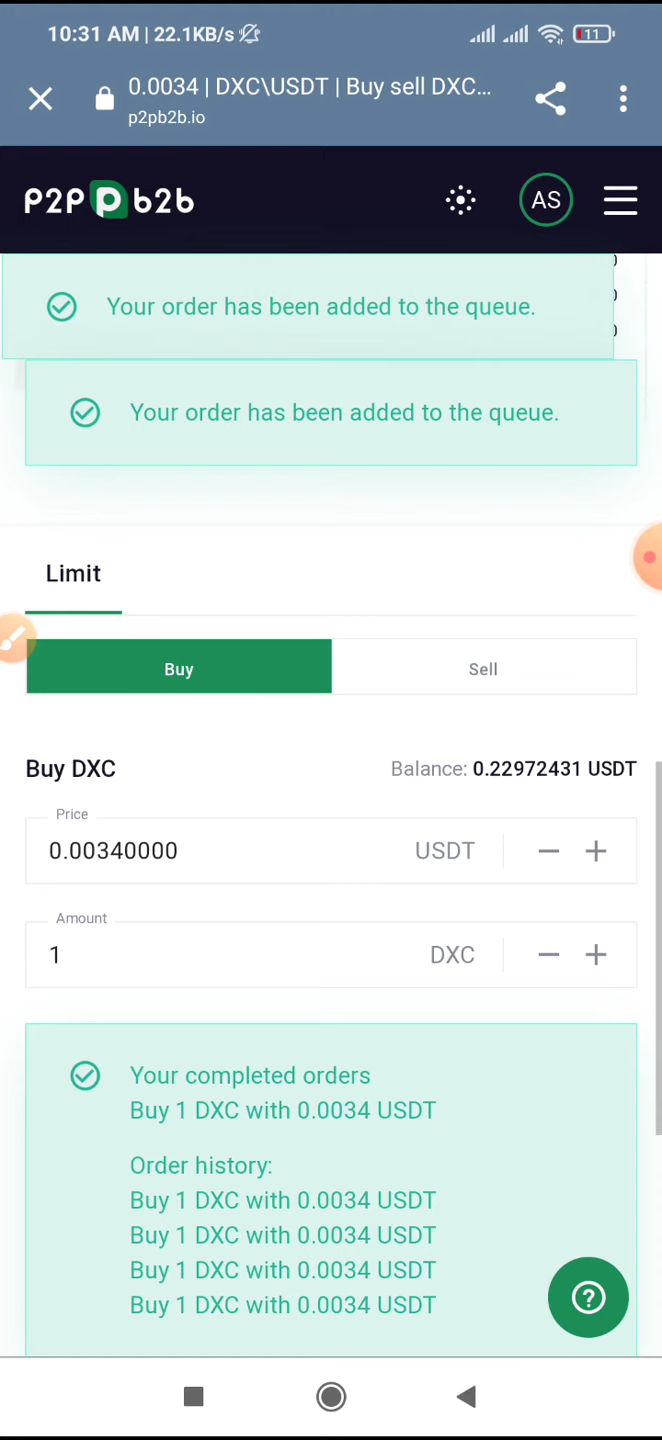 10:31 AM | 22.1KB/s
11
0.0034 | DXC\USDT | Buy sell DXC...
p2pb2b.io
P2P b2b
AS
Your order has been added to the queue.
Your order has been added to the queue.
Limit
Buy
Sell
Buy DXC
Balance: 0.22972431 USDT
Price
0.00340000 USDT
Amount
1 DXC
Your completed orders
Buy 1 DXC with 0.0034 USDT
Order history:
Buy 1 DXC with 0.0034 USDT
Buy 1 DXC with 0.0034 USDT
Buy 1 DXC with 0.0034 USDT
Buy 1 DXC with 0.0034 USDT